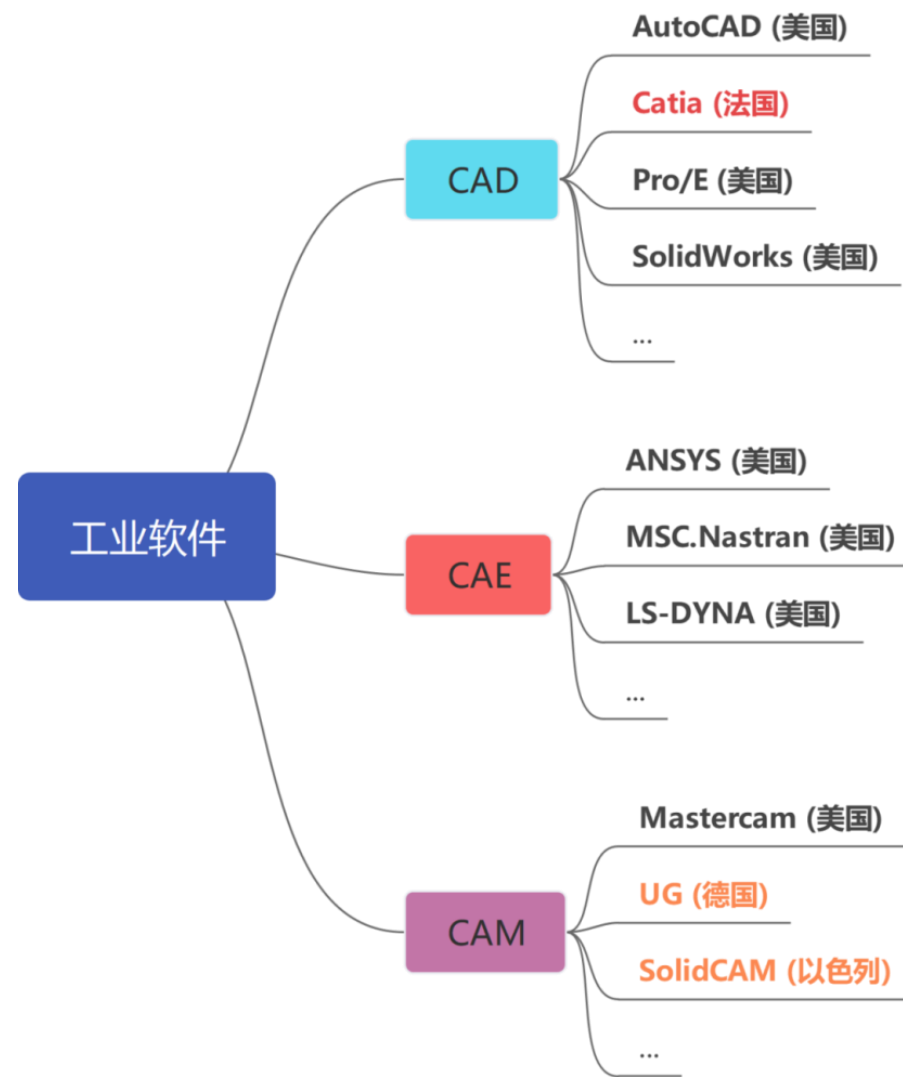 工业软件
CAD
AutoCAD (美国)
Catia (法国)
Pro/E (美国)
SolidWorks (美国)
...
CAE
ANSYS (美国)
MSC.Nastran (美国)
LS-DYNA (美国)
...
CAM
Mastercam (美国)
UG (德国)
SolidCAM (以色列)
...